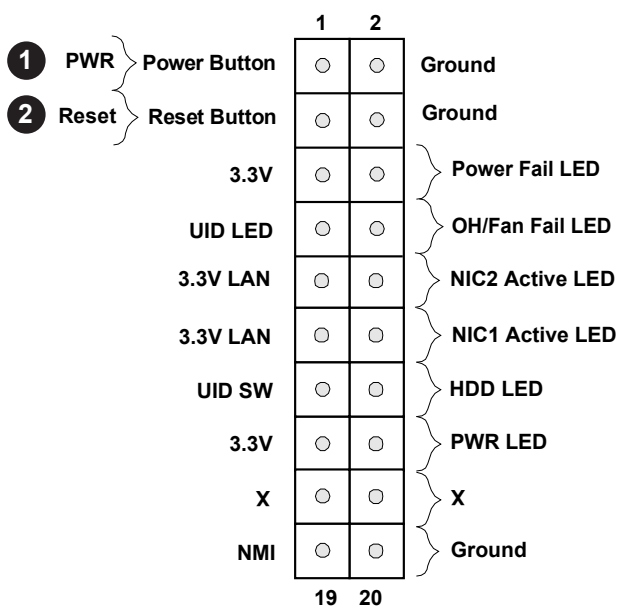 1 2
1 PWR Power Button Ground
2 Reset Reset Button Ground
3.3V Power Fail LED
UID LED OH/Fan Fail LED
3.3V LAN NIC2 Active LED
3.3V LAN NIC1 Active LED
UID SW HDD LED
3.3V PWR LED
X X
NMI Ground
19 20